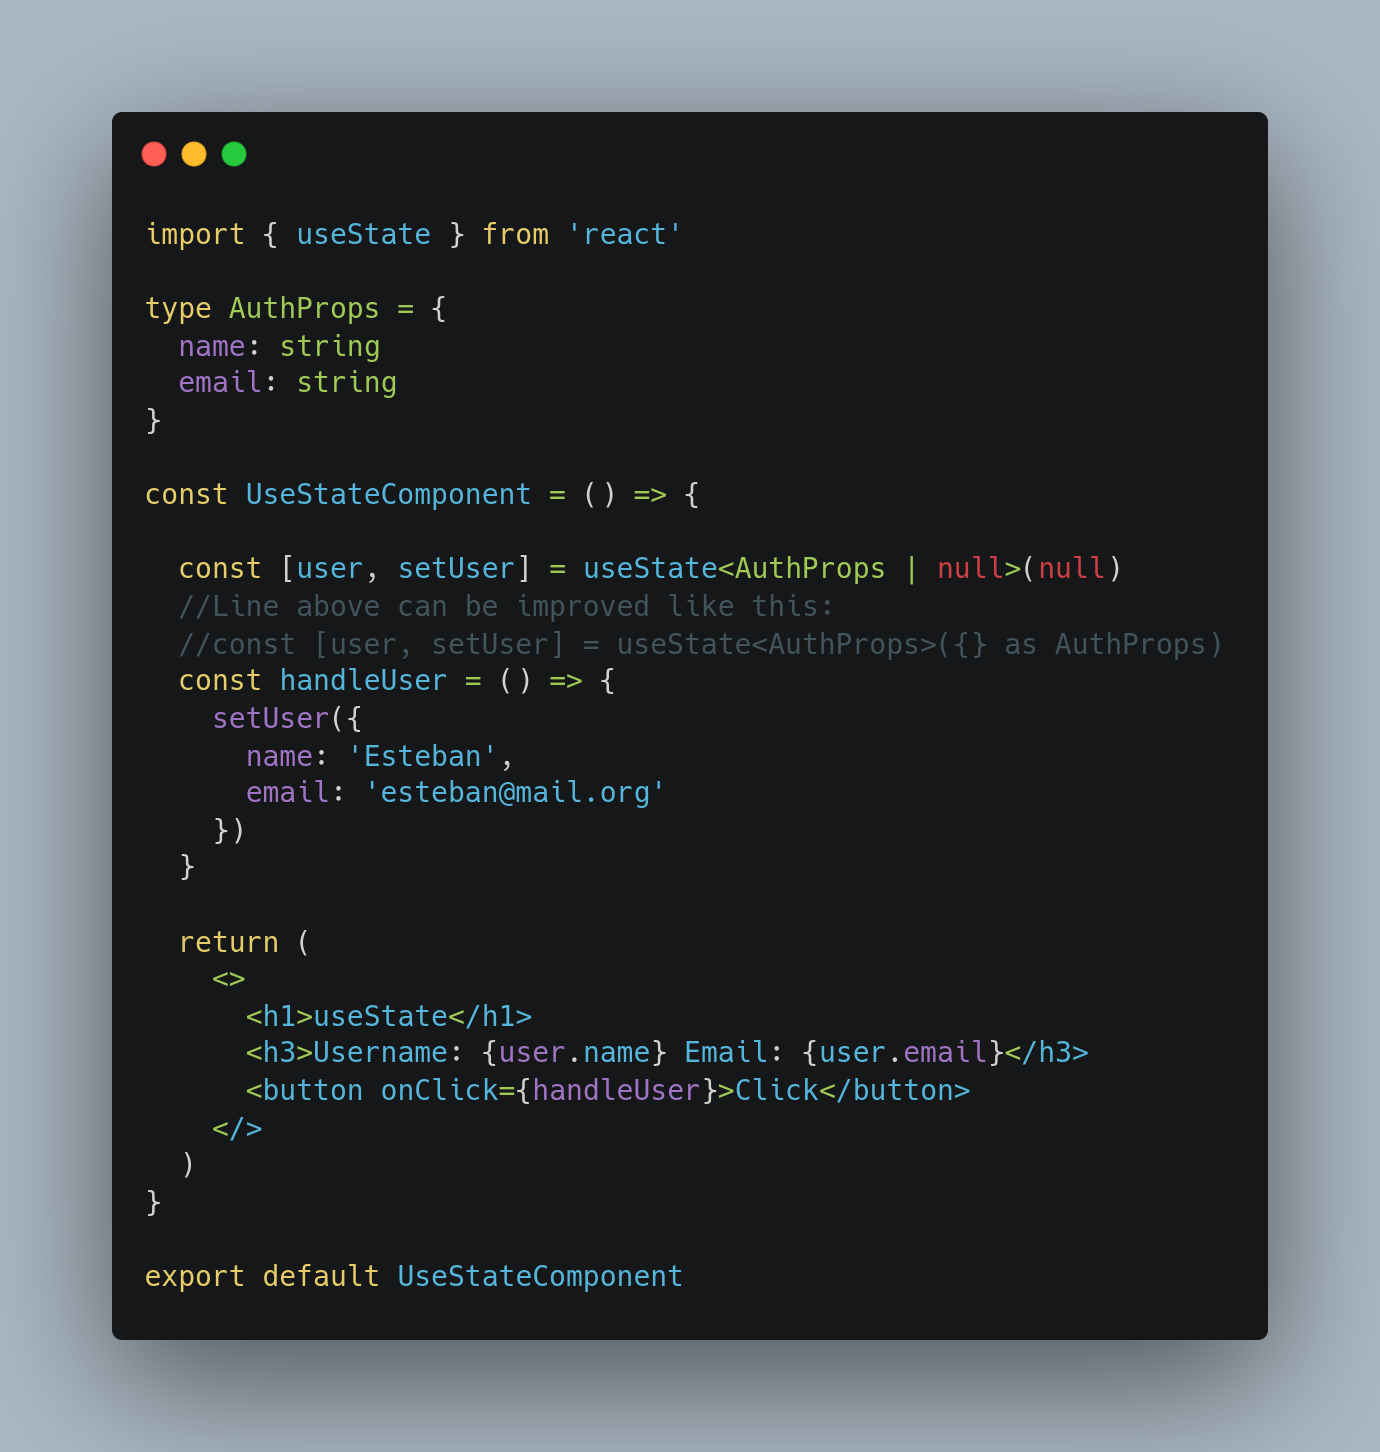 import { useState } from 'react'
type AuthProps = {
  name: string
  email: string
}
const UseStateComponent = () => {
  const [user, setUser] = useState<AuthProps | null>(null)
  //Line above can be improved like this:
  //const [user, setUser] = useState<AuthProps>({} as AuthProps)
  const handleUser = () => {
    setUser({
      name: 'Esteban',
      email: 'esteban@mail.org'
    })
  }
  return (
    <>
      <h1>useState</h1>
      <h3>Username: {user.name} Email: {user.email}</h3>
      <button onClick={handleUser}>Click</button>
    </>
  )
}
export default UseStateComponent